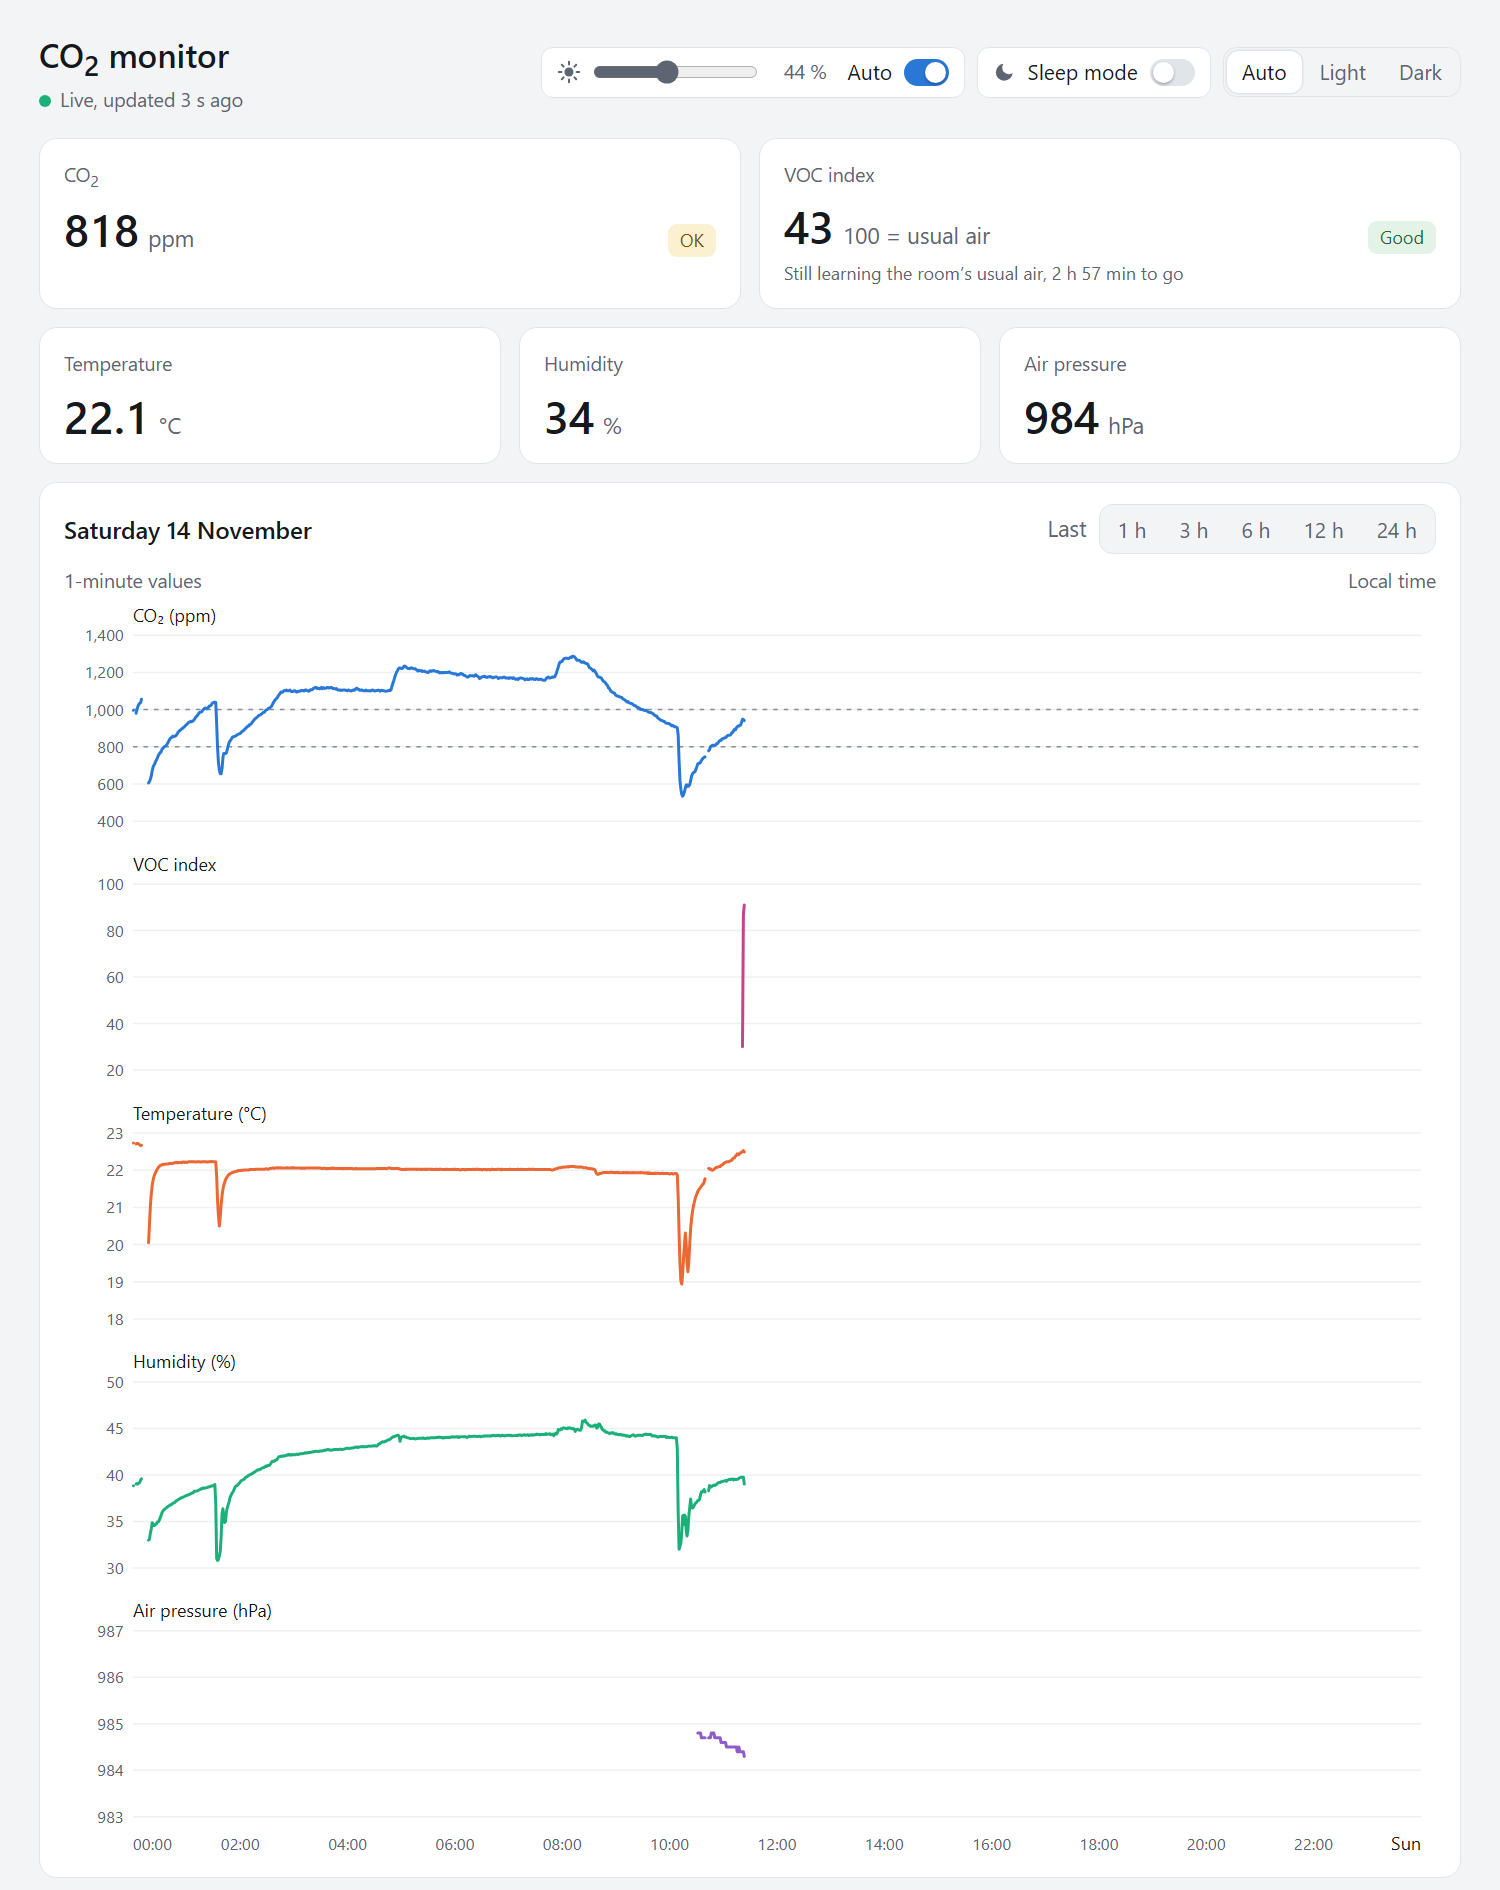 CO₂ monitor
Live, updated 3 s ago
44 % Auto
Sleep mode
Auto Light Dark
CO₂
818 ppm
OK
VOC index
43 100 = usual air
Good
Still learning the room’s usual air, 2 h 57 min to go
Temperature
22.1 °C
Humidity
34 %
Air pressure
984 hPa
Saturday 14 November
Last 1 h 3 h 6 h 12 h 24 h
1-minute values
Local time
CO₂ (ppm)
1,400
1,200
1,000
800
600
400
VOC index
100
80
60
40
20
Temperature (°C)
23
22
21
20
19
18
Humidity (%)
50
45
40
35
30
Air pressure (hPa)
987
986
985
984
983
00:00 02:00 04:00 06:00 08:00 10:00 12:00 14:00 16:00 18:00 20:00 22:00 Sun